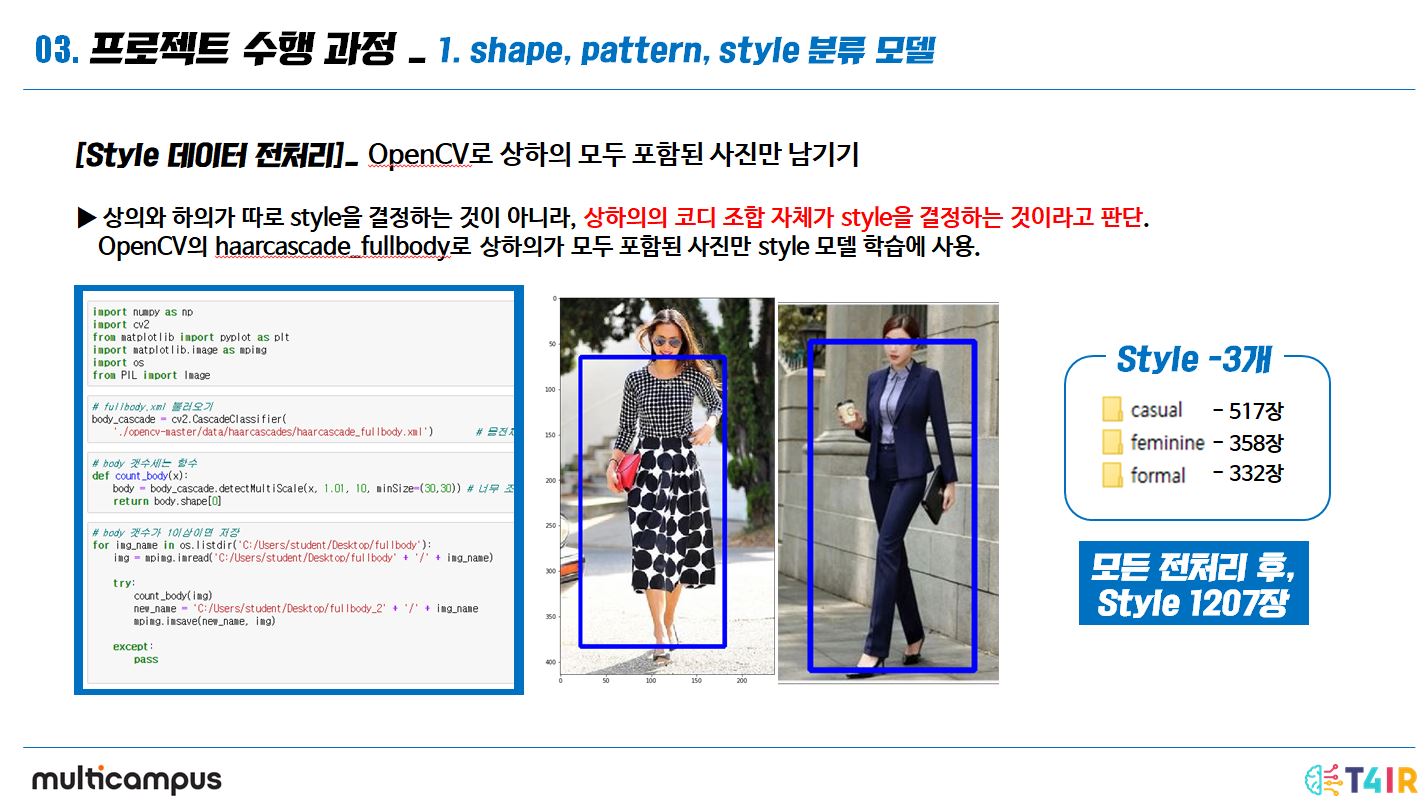 03. 프로젝트 수행 과정 _ 1. shape, pattern, style 분류 모델
[Style 데이터 전처리]_ OpenCV로 상하의 모두 포함된 사진만 남기기
▶ 상의와 하의가 따로 style을 결정하는 것이 아니라, 상하의의 코디 조합 자체가 style을 결정하는 것이라고 판단.
OpenCV의 haarcascade_fullbody로 상하의가 모두 포함된 사진만 style 모델 학습에 사용.
import numpy as np
import cv2
from matplotlib import pyplot as plt
import matplotlib.image as mpimg
import os
from PIL import Image
# fullbody.xml 불러오기
body_cascade = cv2.CascadeClassifier(
'./opencv-master/data/haarcascades/haarcascade_fullbody.xml') #
# body 갯수세는 함수
def count_body(x):
body = body_cascade.detectMultiScale(x, 1.01, 10, minSize=(30,30)) # 너무
return body.shape[0]
# body 갯수가 1이상이면 저장
for img_name in os.listdir('C:/Users/student/Desktop/fullbody'):
img = mpimg.imread('C:/Users/student/Desktop/fullbody' + '/' + img_name)
try:
count_body(img)
new_name = 'C:/Users/student/Desktop/fullbody_2' + '/' + img_name
mpimg.imsave(new_name, img)
except:
pass
0
50
100
150
200
250
300
350
400
0 50 100 150 200
Style -3개
casual - 517장
feminine - 358장
formal - 332장
모든 전처리 후,
Style 1207장
multicampus
T4IR